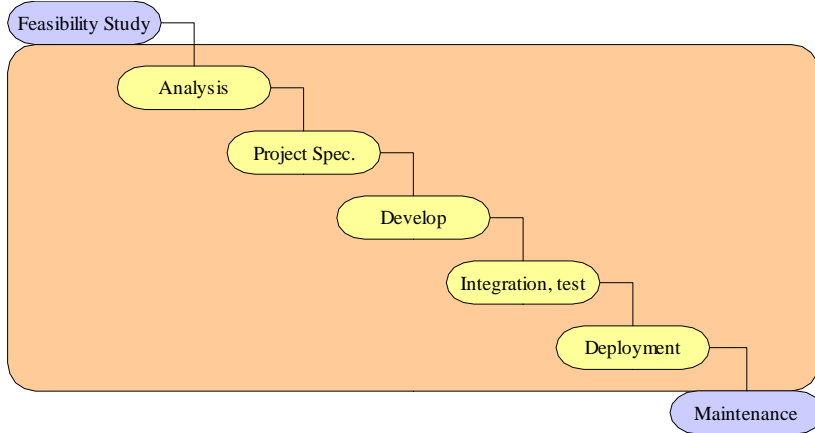 Feasibility Study
Analysis
Project Spec.
Develop
Integration, test
Deployment
Maintenance